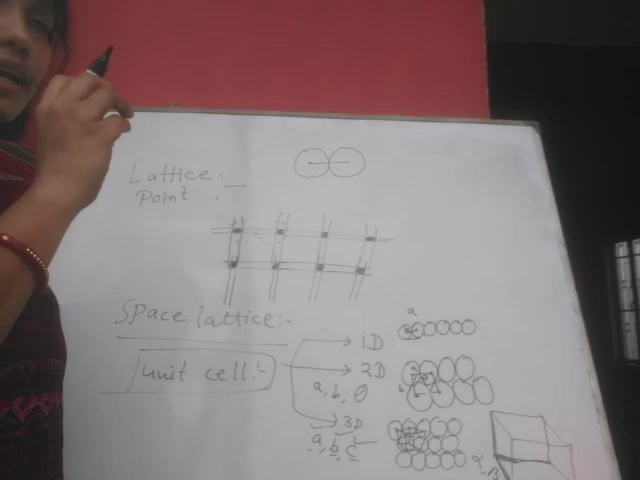 Lattice :
Point : —
Space lattice :-
unit cell :-
a
1D
2D
a, b, θ
3D
a, b, c
α
β